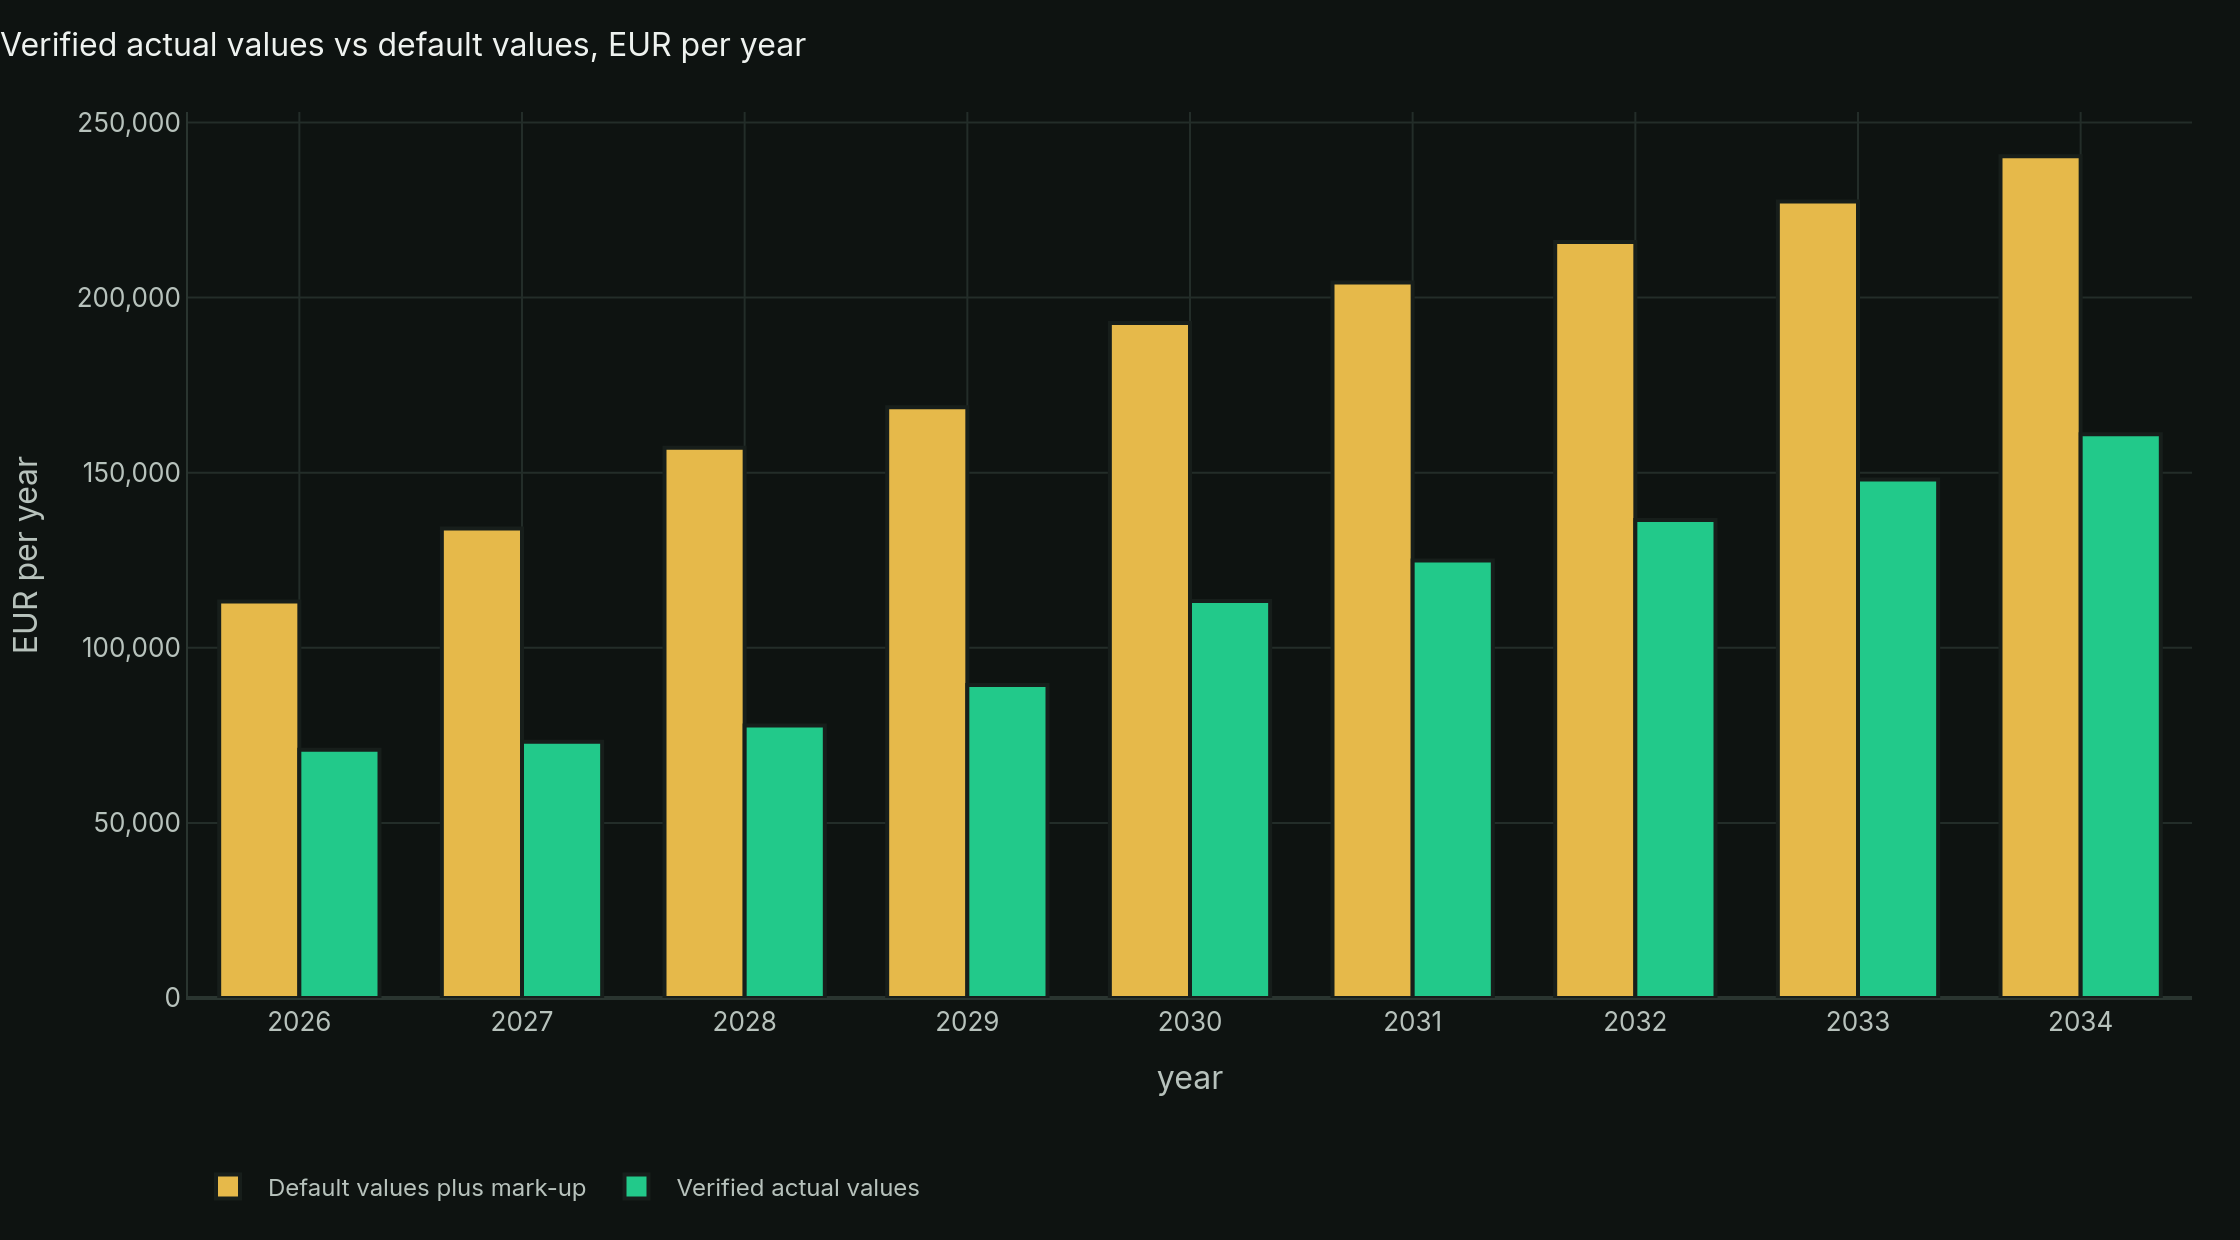 Verified actual values vs default values, EUR per year
EUR per year
250,000
200,000
150,000
100,000
50,000
0
2026 2027 2028 2029 2030 2031 2032 2033 2034
year
Default values plus mark-up Verified actual values